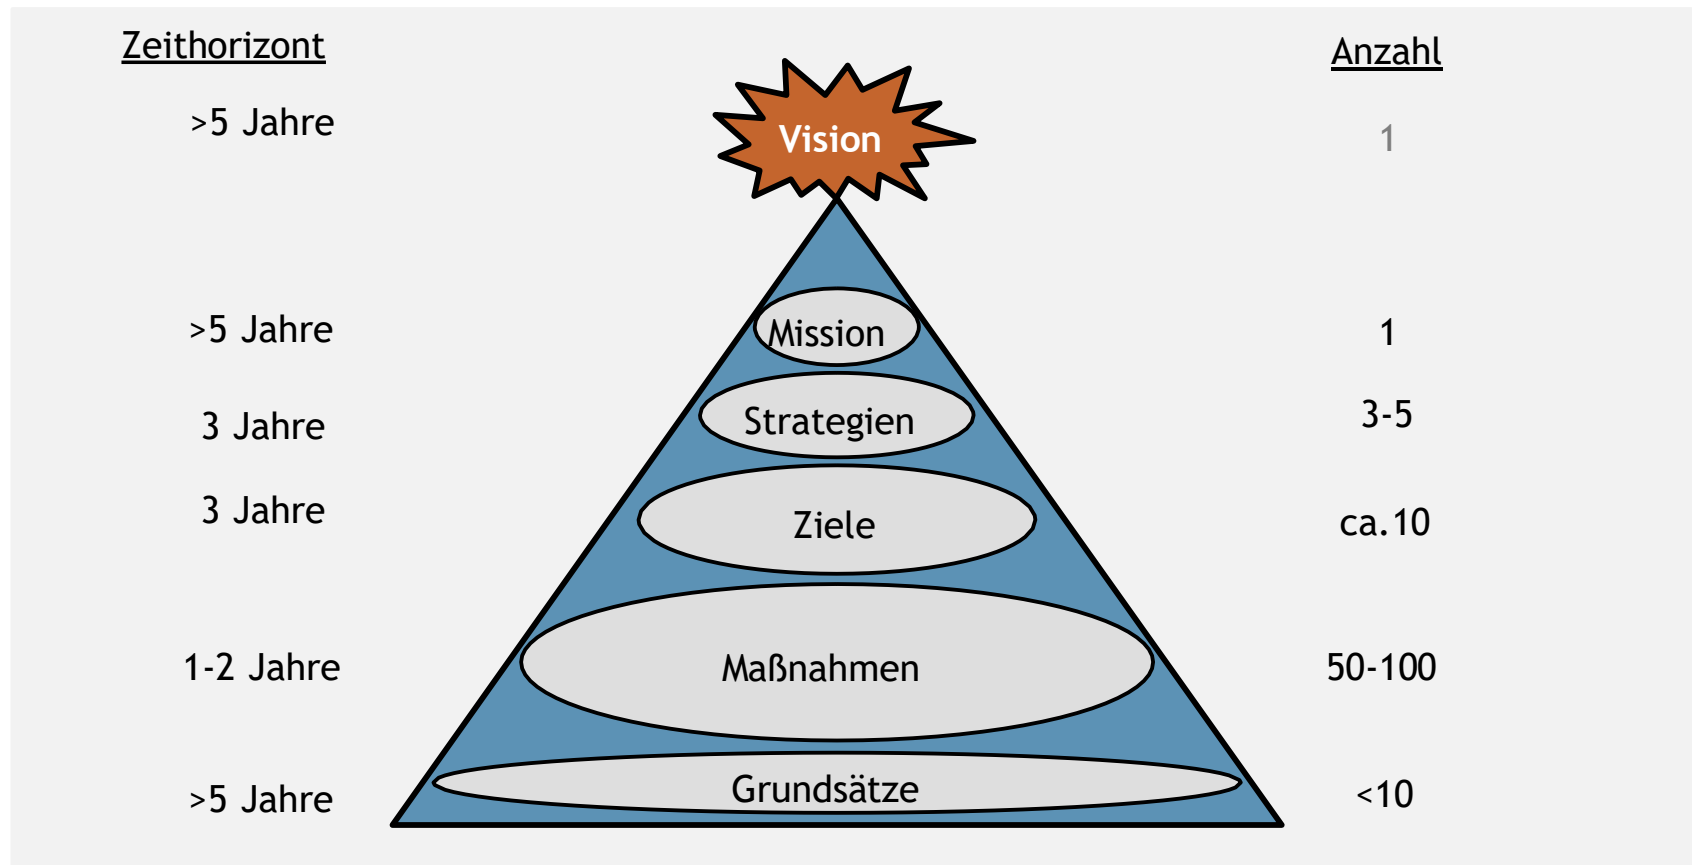 Zeithorizont
Anzahl
>5 Jahre
Vision
1
>5 Jahre
Mission
1
3 Jahre
Strategien
3-5
3 Jahre
Ziele
ca.10
1-2 Jahre
Maßnahmen
50-100
>5 Jahre
Grundsätze
<10